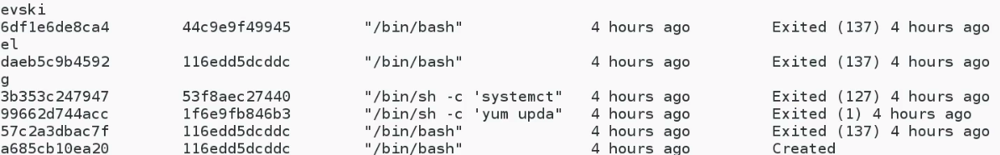 evski
6df1e6de8ca4 44c9e9f49945 "/bin/bash" 4 hours ago Exited (137) 4 hours ago
el
daeb5c9b4592 116edd5dcddc "/bin/bash" 4 hours ago Exited (137) 4 hours ago
g
3b353c247947 53f8aec27440 "/bin/sh -c 'systemct" 4 hours ago Exited (127) 4 hours ago
99662d744acc 1f6e9fb846b3 "/bin/sh -c 'yum upda" 4 hours ago Exited (1) 4 hours ago
57c2a3dbac7f 116edd5dcddc "/bin/bash" 4 hours ago Exited (137) 4 hours ago
a685cb10ea20 116edd5dcddc "/bin/bash" 4 hours ago Created